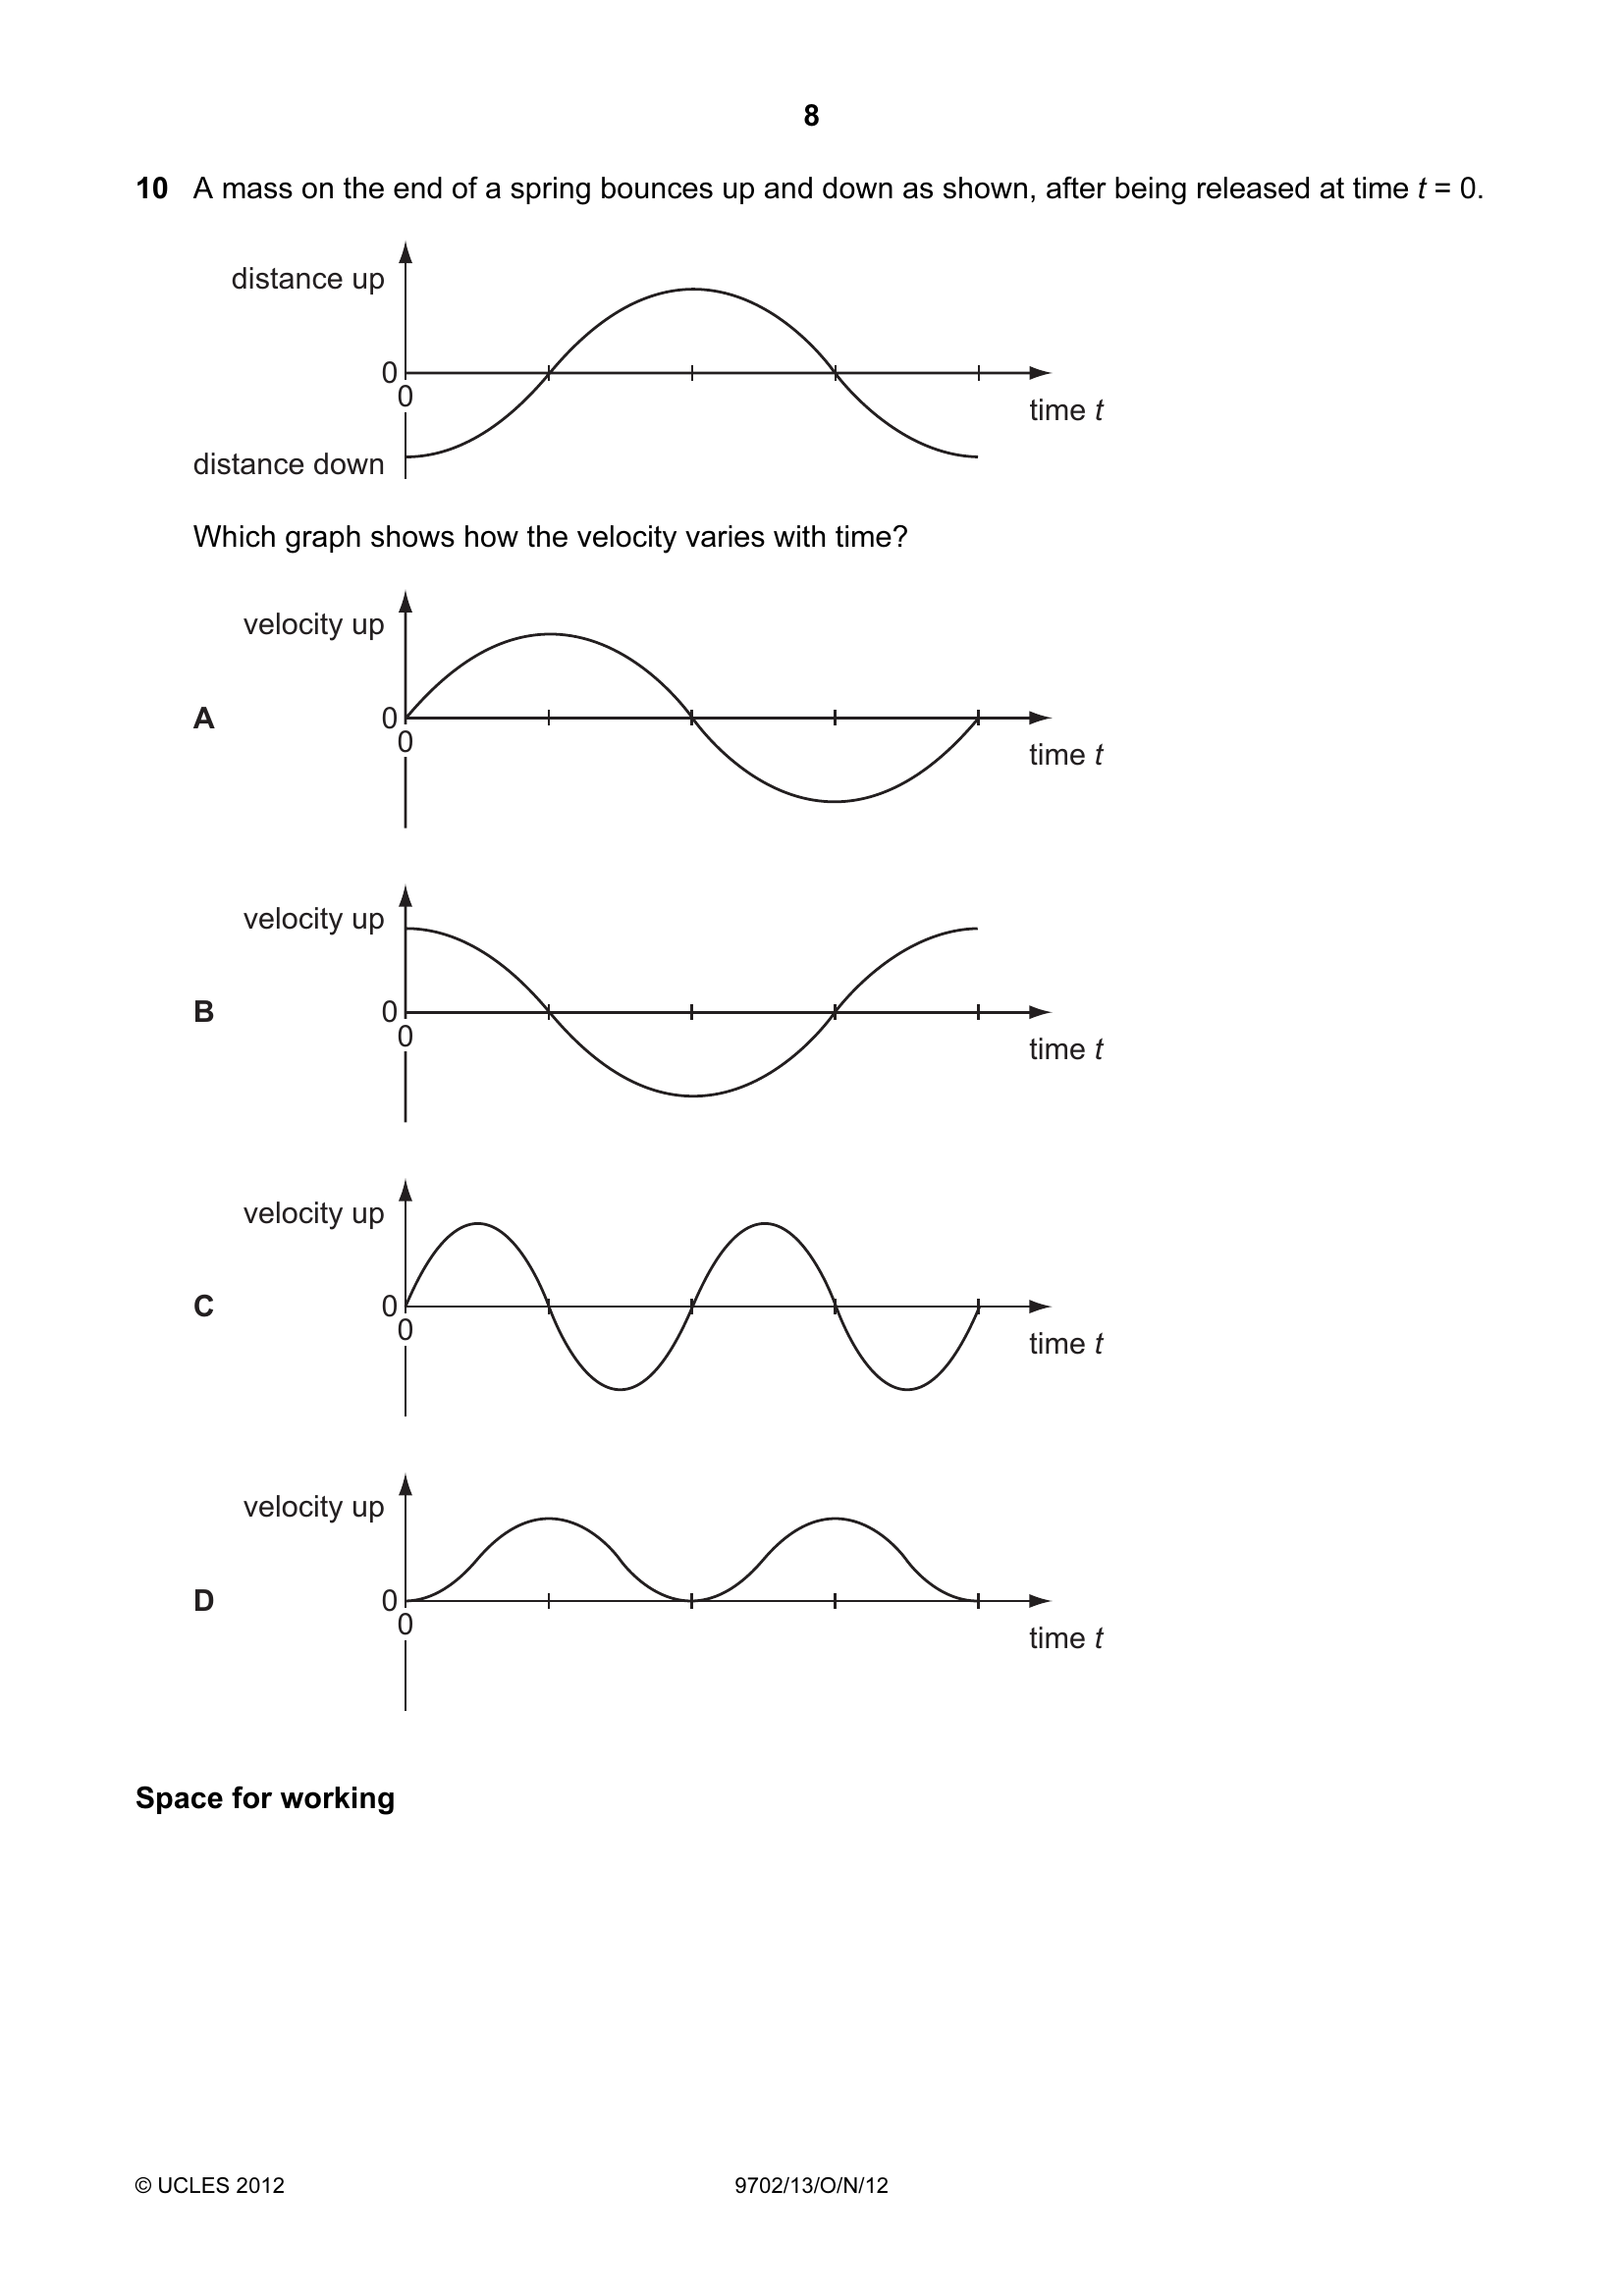 8
10 A mass on the end of a spring bounces up and down as shown, after being released at time t = 0.
distance up
0
0
time t
distance down
Which graph shows how the velocity varies with time?
velocity up
A
0
0
time t
velocity up
B
0
0
time t
velocity up
C
0
0
time t
velocity up
D
0
0
time t
Space for working
© UCLES 2012 9702/13/O/N/12